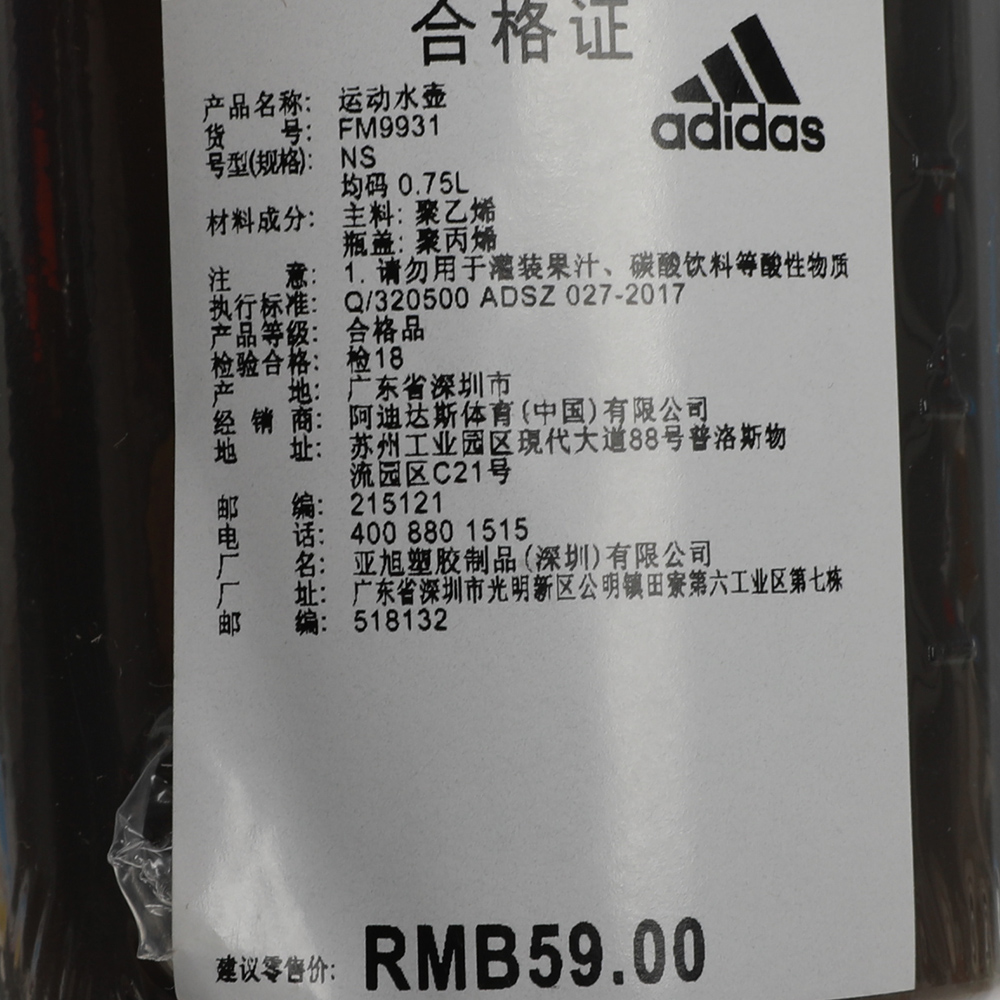 合格证
adidas
产品名称: 运动水壶
货号: FM9931
号型(规格): NS
均码 0.75L
材料成分: 主料: 聚乙烯
瓶盖: 聚丙烯
注意: 1. 请勿用于灌装果汁、碳酸饮料等酸性物质
执行标准: Q/320500 ADSZ 027-2017
产品等级: 合格品
检验合格: 检18
产地: 广东省深圳市
经销商: 阿迪达斯体育(中国)有限公司
地址: 苏州工业园区現代大道88号普洛斯物
流园区C21号
邮编: 215121
电话: 400 880 1515
厂名: 亚旭塑胶制品(深圳)有限公司
厂址: 广东省深圳市光明新区公明镇田寮第六工业区第七栋
邮编: 518132
建议零售价: RMB59.00